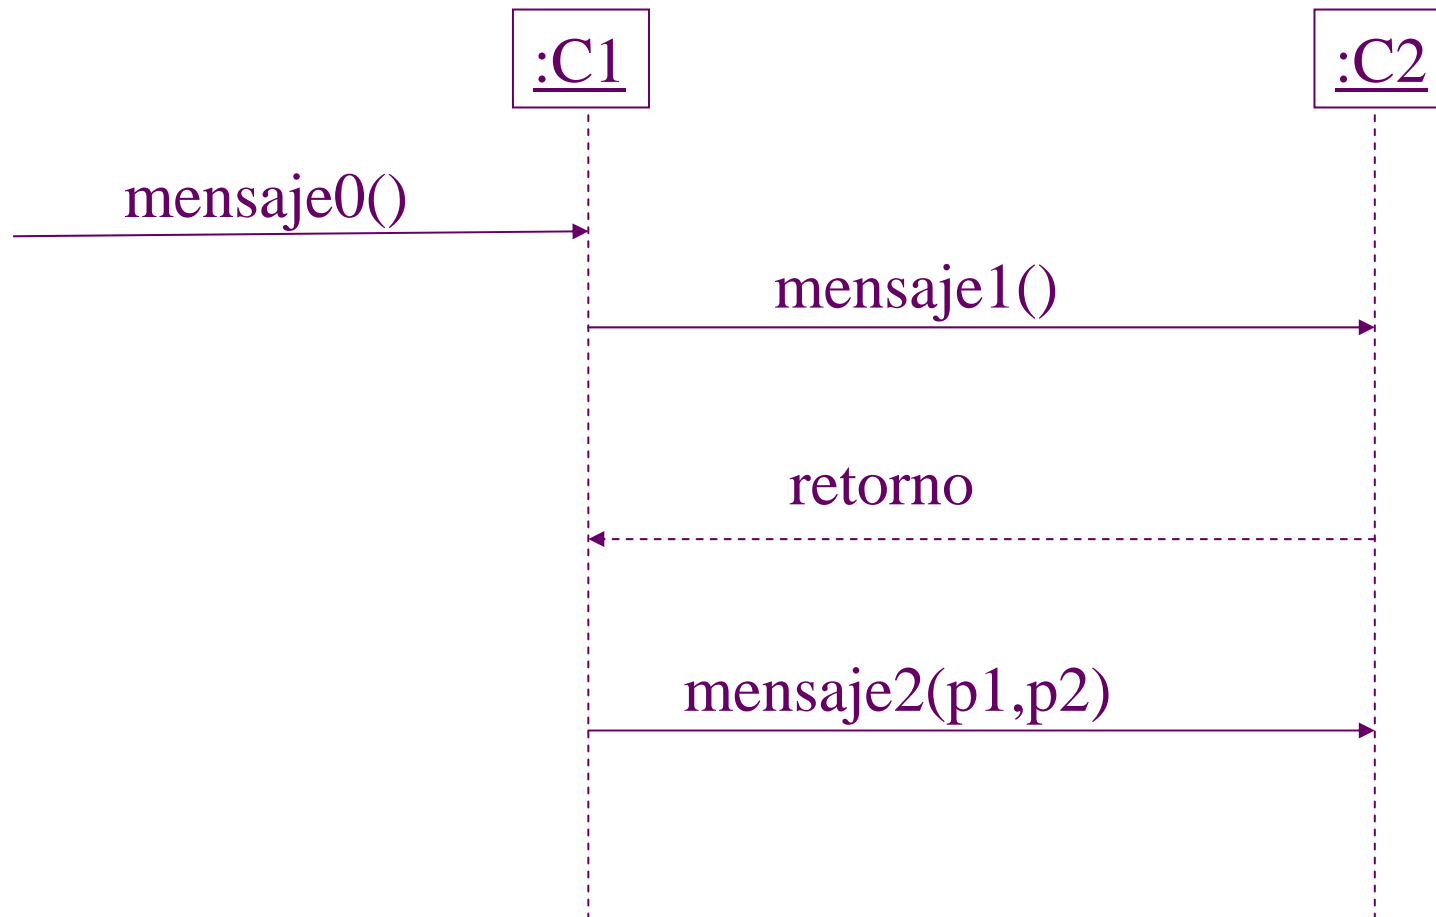 :C1
:C2
mensaje0()
mensaje1()
retorno
mensaje2(p1,p2)